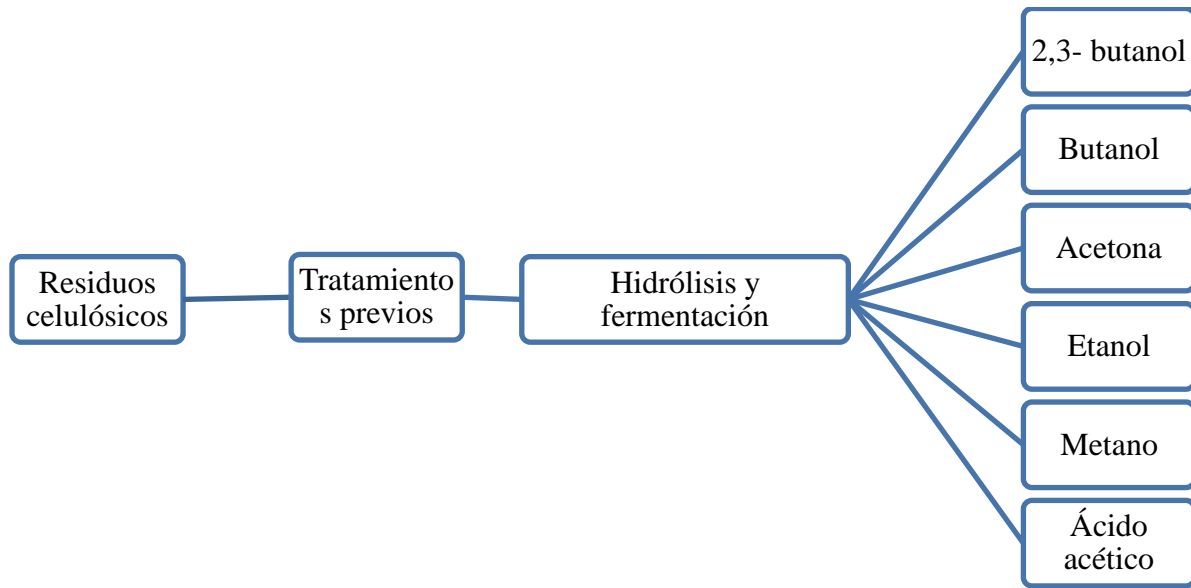 Residuos
celulósicos
Tratamiento
s previos
Hidrólisis y
fermentación
2,3- butanol
Butanol
Acetona
Etanol
Metano
Ácido
acético